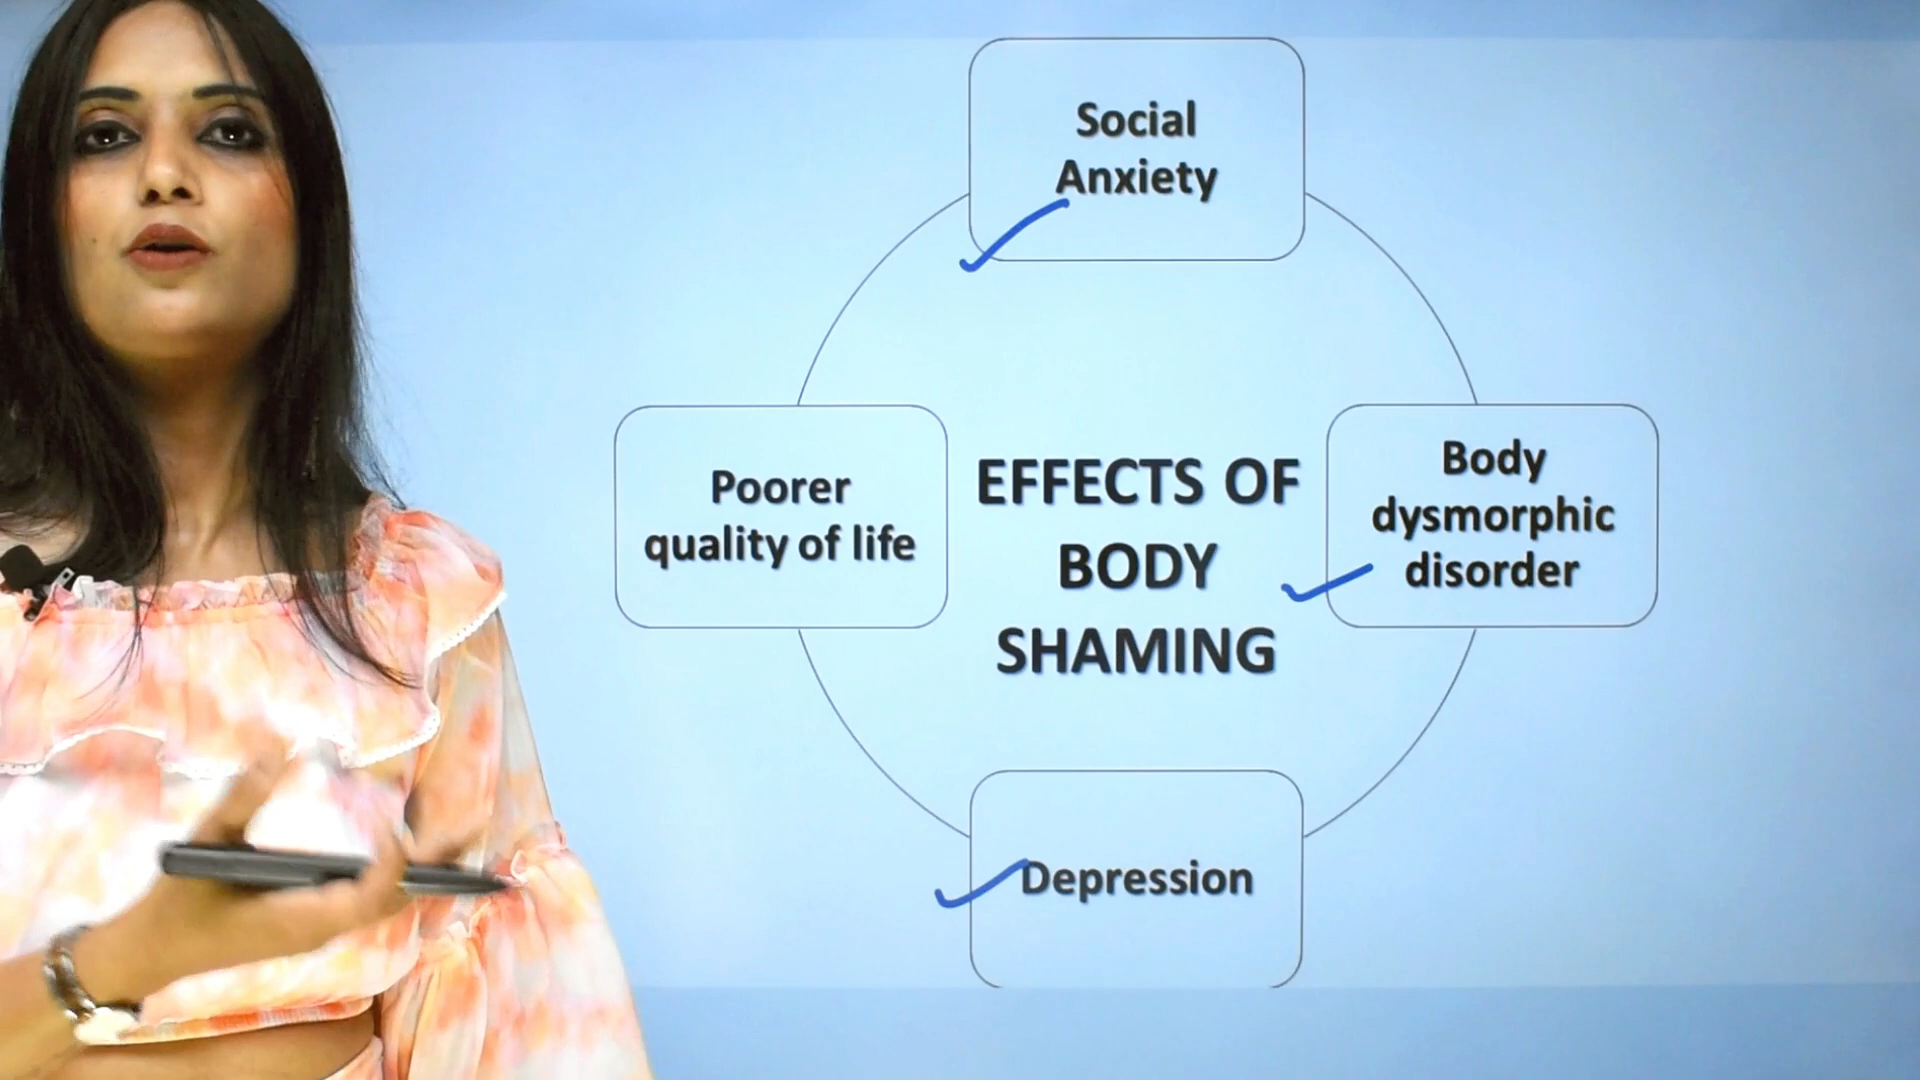 Social
Anxiety
Poorer
quality of life
EFFECTS OF
BODY
SHAMING
Body
dysmorphic
disorder
Depression